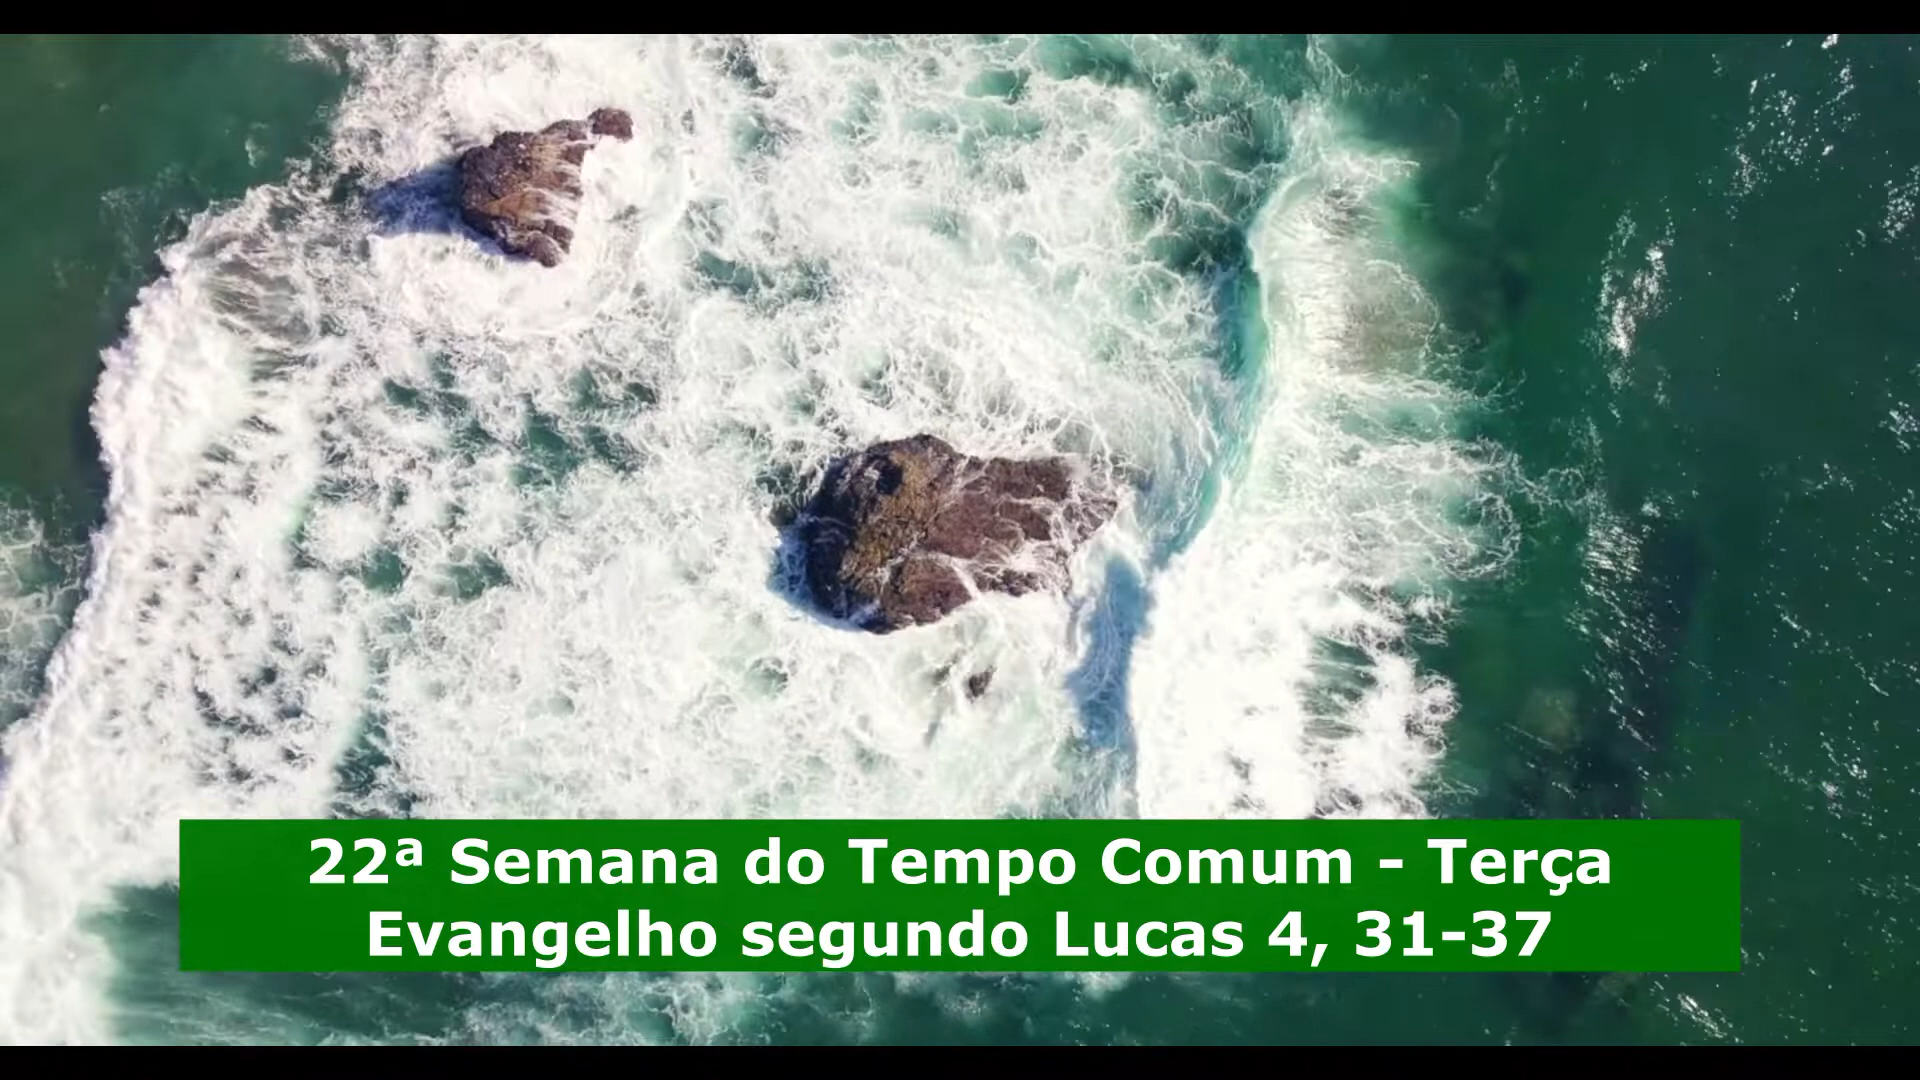 22ª Semana do Tempo Comum - Terça
Evangelho segundo Lucas 4, 31-37